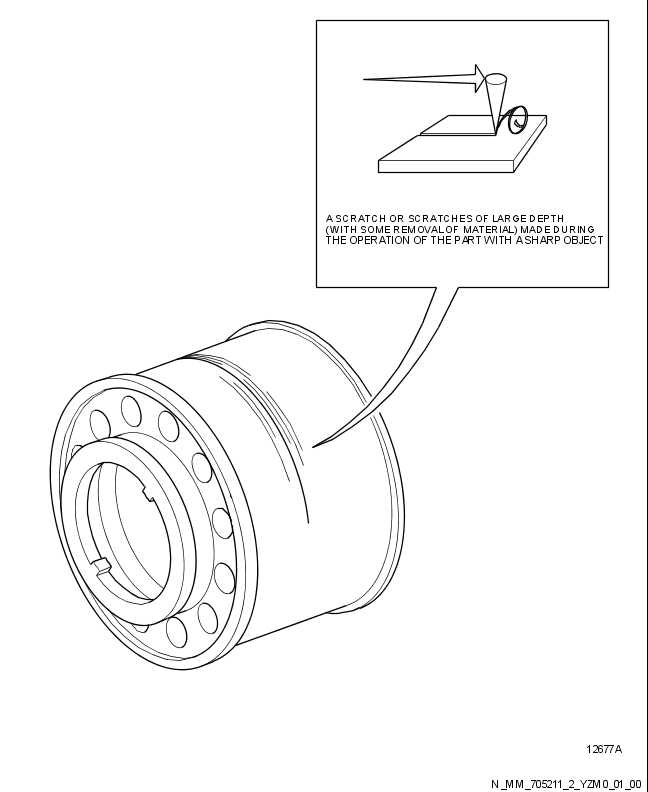 A SCRATCH OR SCRATCHES OF LARGE DEPTH
(WITH SOME REMOVAL OF MATERIAL) MADE DURING
THE OPERATION OF THE PART WITH A SHARP OBJECT
12677A
N_MM_705211_2_YZM0_01_00